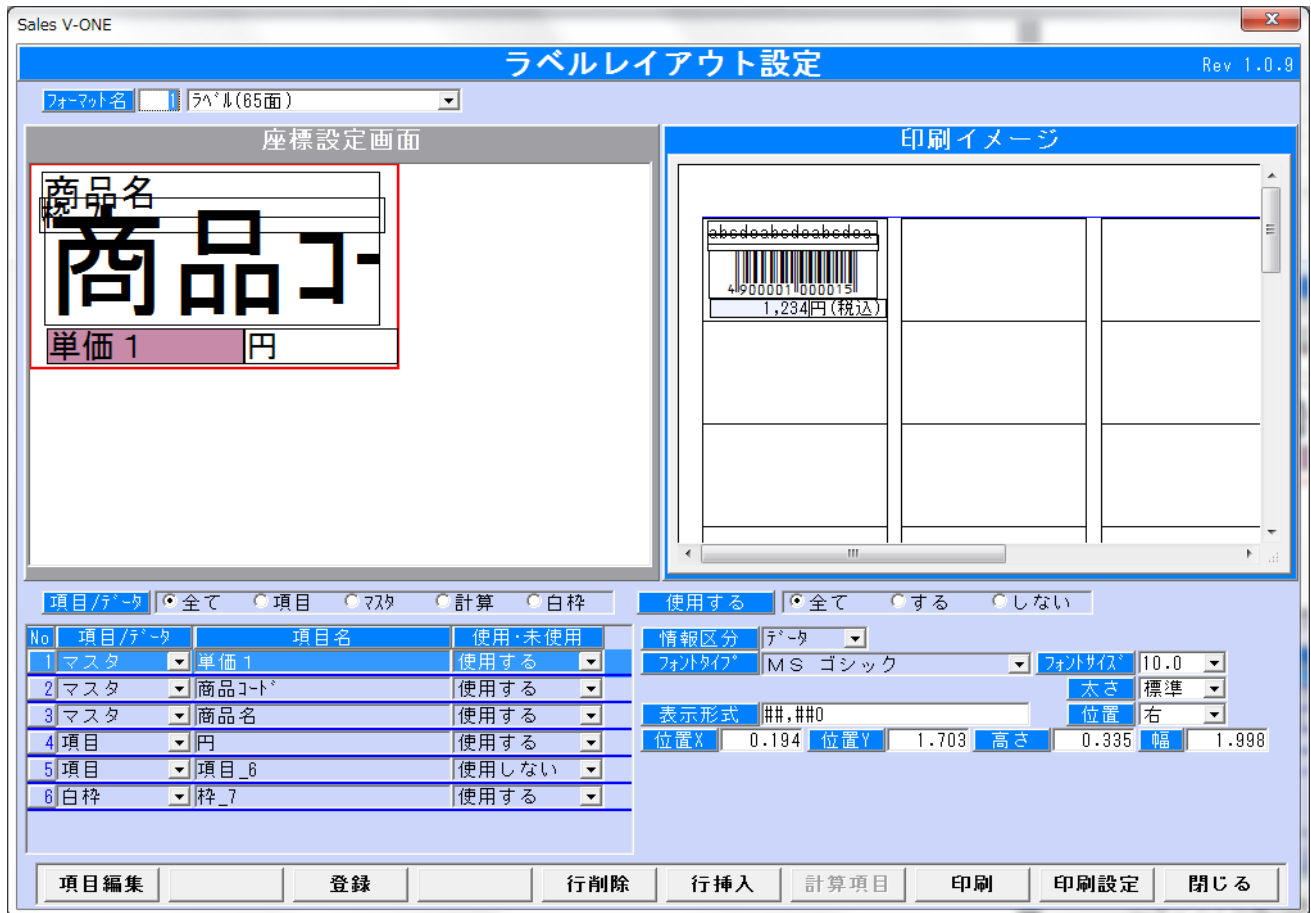 Sales V-ONE
ラベルレイアウト設定
Rev 1.0.9
ﾌｫｰﾏｯﾄ名 1 ﾗﾍﾞﾙ(65面)
座標設定画面
商品名
枠_7
商品ｺｰ
単価1 円
印刷イメージ
abcdeabcdeabcdea
4 900001 000015
1,234円(税込)
項目/ﾃﾞｰﾀ 全て 項目 ﾏｽﾀ 計算 白枠
使用する 全て する しない
No 項目/ﾃﾞｰﾀ 項目名 使用･未使用
1 マスタ 単価1 使用する
2 マスタ 商品ｺｰﾄﾞ 使用する
3 マスタ 商品名 使用する
4 項目 円 使用する
5 項目 項目_6 使用しない
6 白枠 枠_7 使用する
情報区分 ﾃﾞｰﾀ
ﾌｫﾝﾄﾀｲﾌﾟ ＭＳ ゴシック ﾌｫﾝﾄｻｲｽﾞ 10.0
太さ 標準
表示形式 ##,##0 位置 右
位置X 0.194 位置Y 1.703 高さ 0.335 幅 1.998
項目編集 登録 行削除 行挿入 計算項目 印刷 印刷設定 閉じる